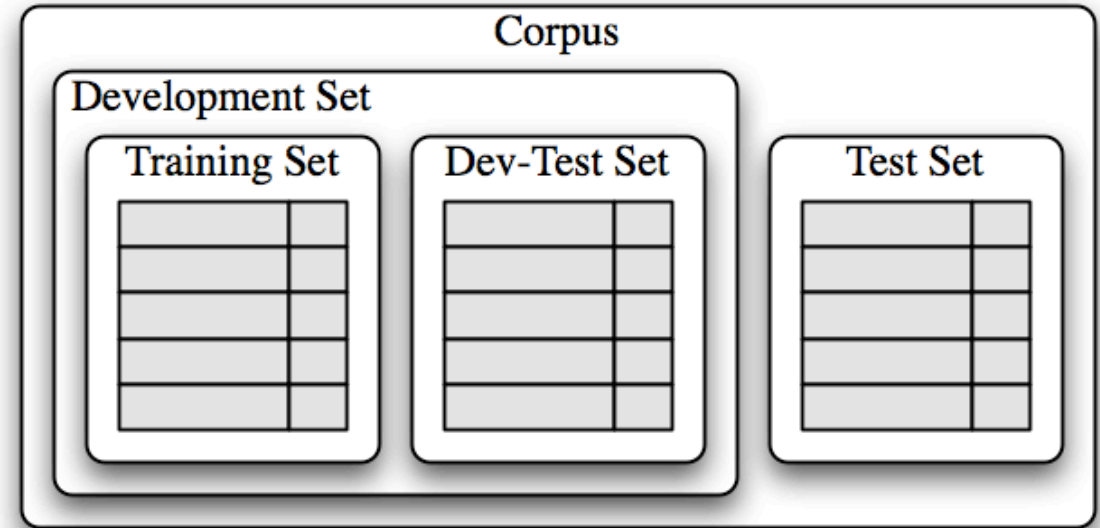 Corpus
Development Set
Training Set
Dev-Test Set
Test Set